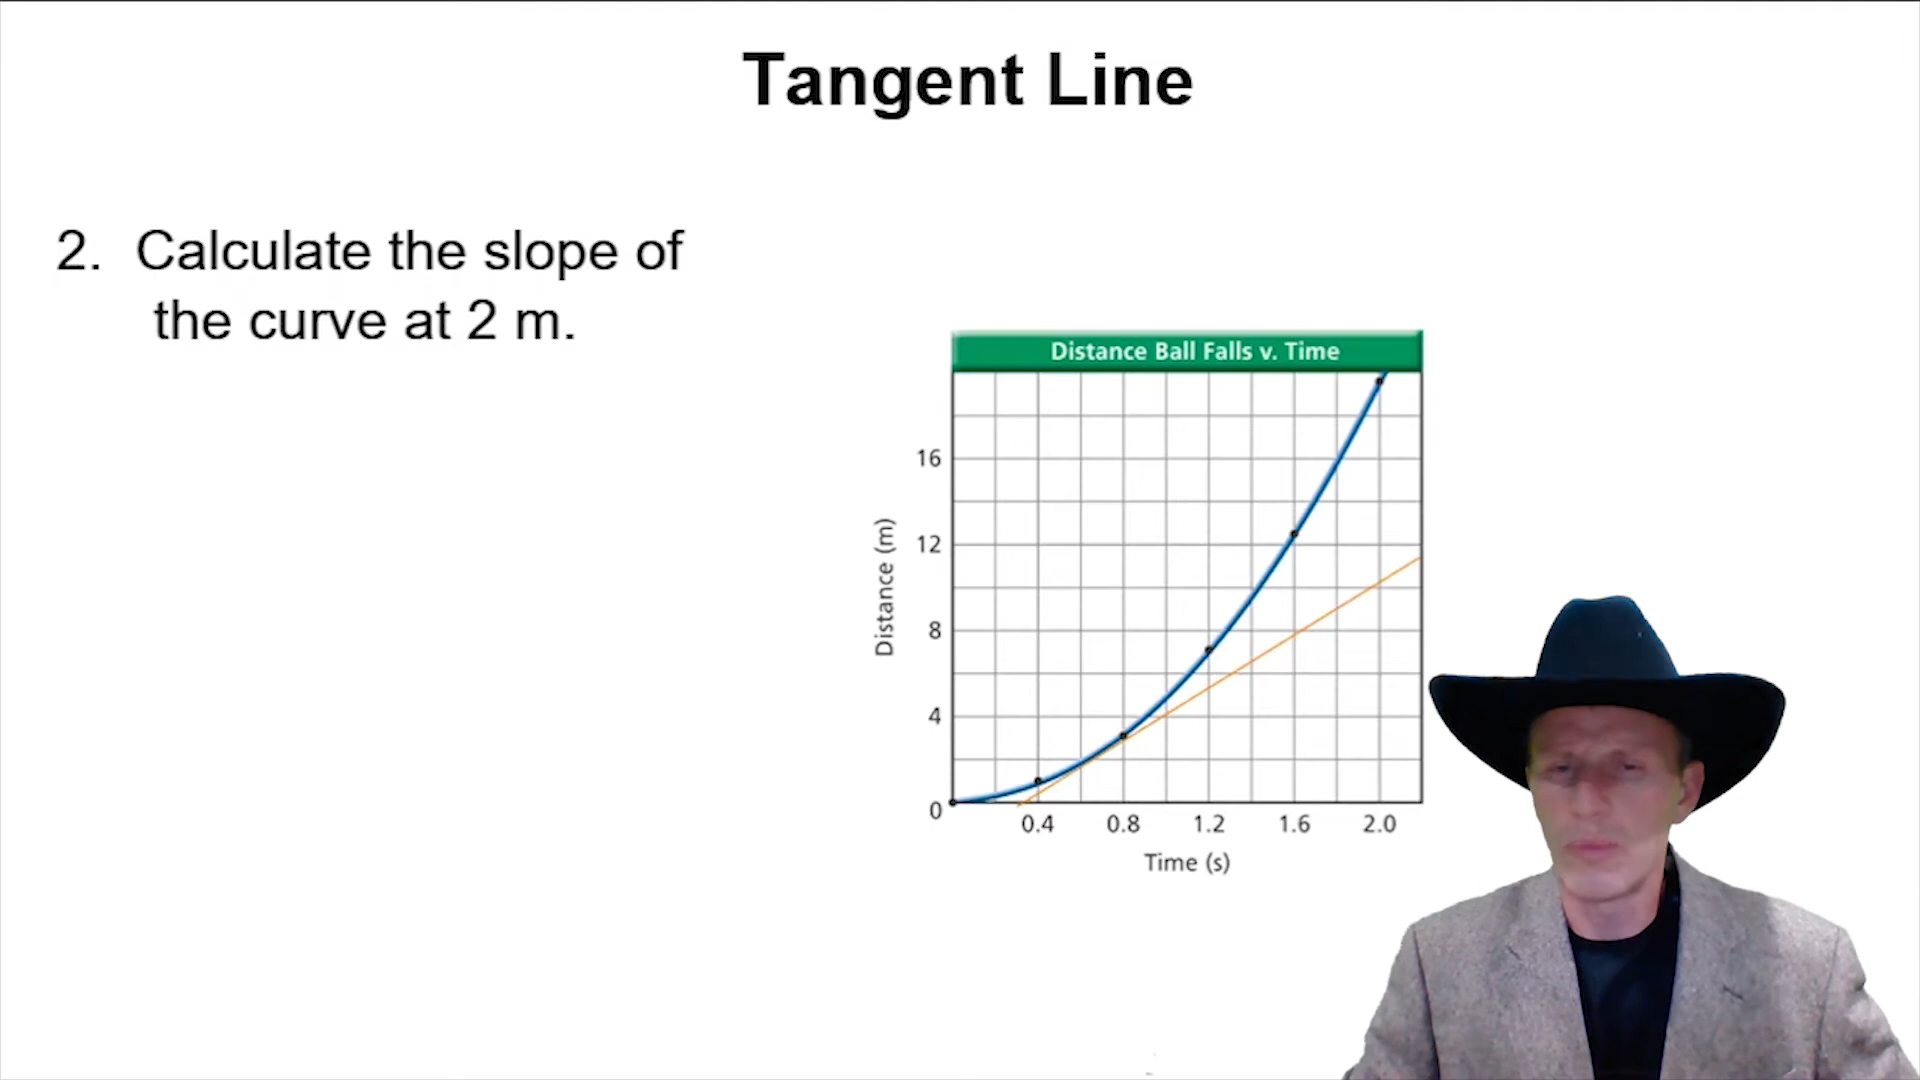 Tangent Line
2. Calculate the slope of
the curve at 2 m.
Distance Ball Falls v. Time
16
12
8
4
0
Distance (m)
0.4 0.8 1.2 1.6 2.0
Time (s)